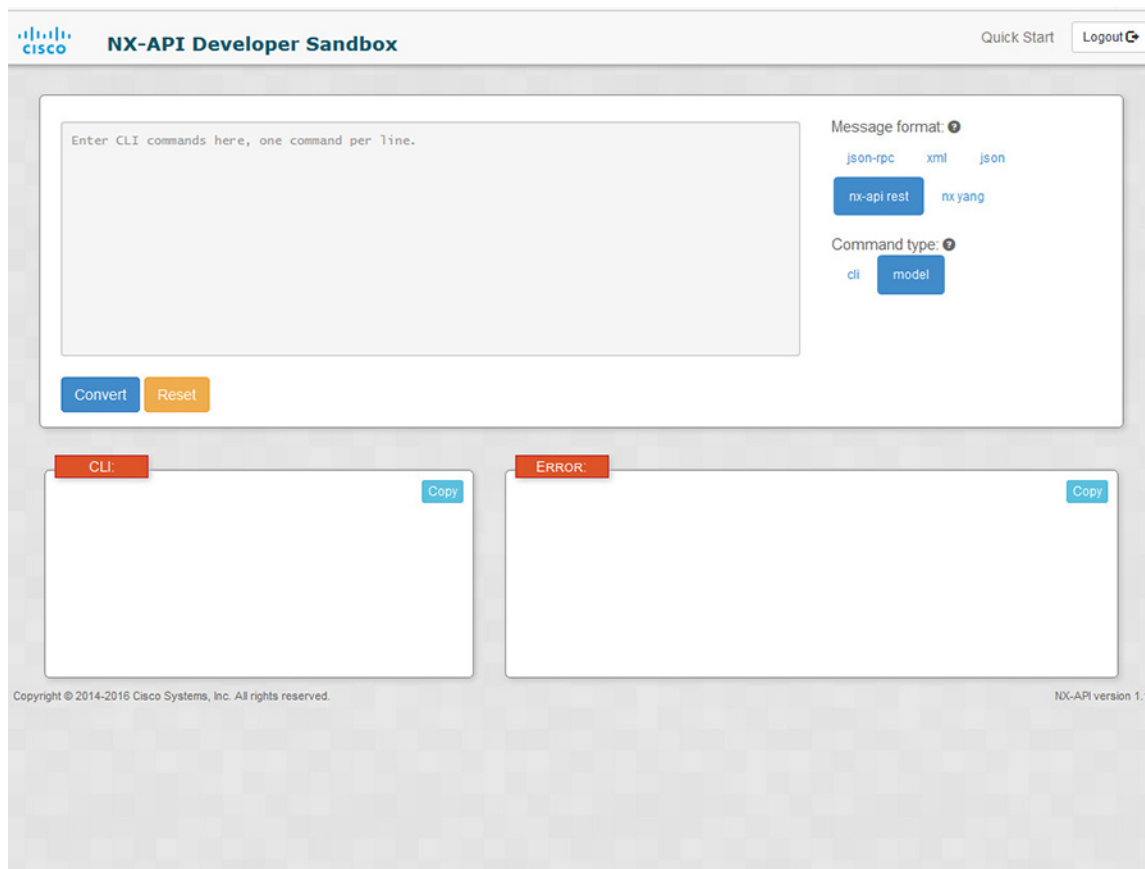 CISCO
NX-API Developer Sandbox
Quick Start
Logout
Enter CLI commands here, one command per line.
Message format:
json-rpc xml json
nx-api rest nx yang
Command type:
cli model
Convert Reset
CLI:
Copy
ERROR:
Copy
Copyright © 2014-2016 Cisco Systems, Inc. All rights reserved.
NX-API version 1.